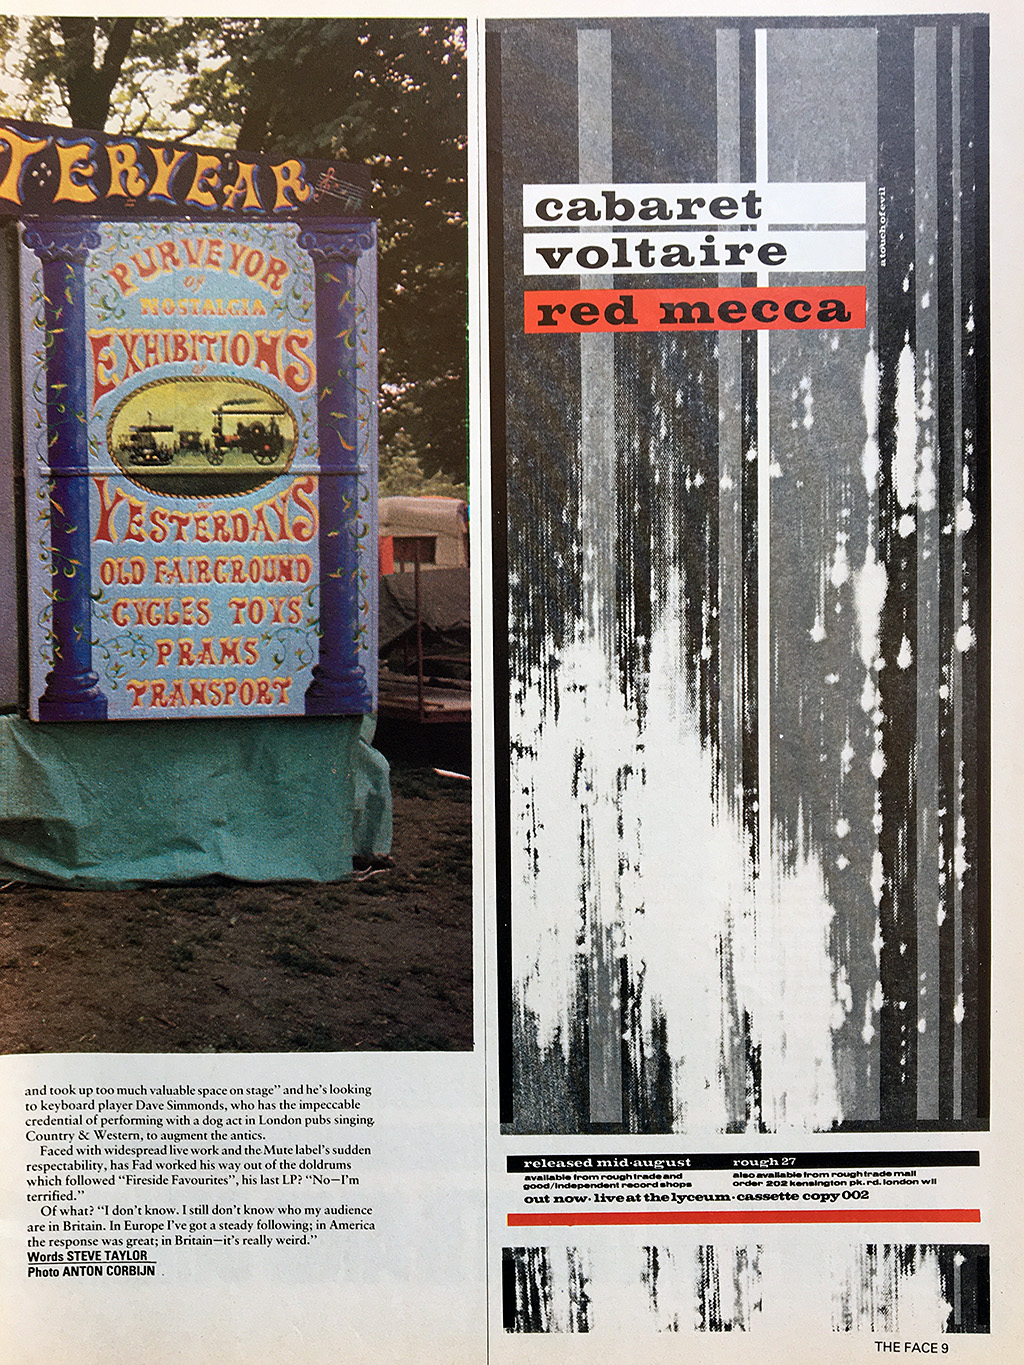 TERYEAR
PURVEYOR
OF
NOSTALGIA
EXHIBITIONS
OF
YESTERDAYS
OLD FAIRGROUND
CYCLES TOYS
PRAMS
TRANSPORT
and took up too much valuable space on stage” and he’s looking
to keyboard player Dave Simmonds, who has the impeccable
credential of performing with a dog act in London pubs singing
Country & Western, to augment the antics.
Faced with widespread live work and the Mute label’s sudden
respectability, has Fad worked his way out of the doldrums
which followed “Fireside Favourites”, his last LP? “No—I’m
terrified.”
Of what? “I don’t know. I still don’t know who my audience
are in Britain. In Europe I’ve got a steady following; in America
the response was great; in Britain—it’s really weird.”
Words STEVE TAYLOR
Photo ANTON CORBIJN
cabaret
voltaire
red mecca
a touch of evil
released mid·august rough 27
available from rough trade and
good/independent record shops
also available from rough trade mail
order 202 kensington pk. rd. london w11
out now · live at the lyceum · cassette copy 002
THE FACE 9